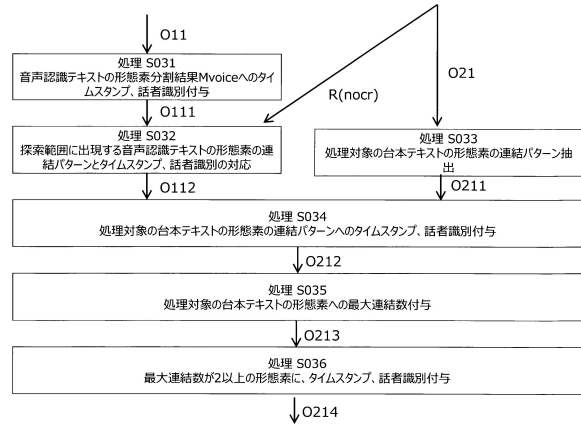 O11
処理 S031
音声認識テキストの形態素分割結果Mvoiceへのタイ
ムスタンプ、話者識別付与
O21
R(nocr)
O111
処理 S032
探索範囲に出現する音声認識テキストの形態素の連
結パターンとタイムスタンプ、話者識別の対応
処理 S033
処理対象の台本テキストの形態素の連結パターン抽
出
O112
O211
処理 S034
処理対象の台本テキストの形態素の連結パターンへのタイムスタンプ、話者識別付与
O212
処理 S035
処理対象の台本テキストの形態素への最大連結数付与
O213
処理 S036
最大連結数が2以上の形態素に、タイムスタンプ、話者識別付与
O214